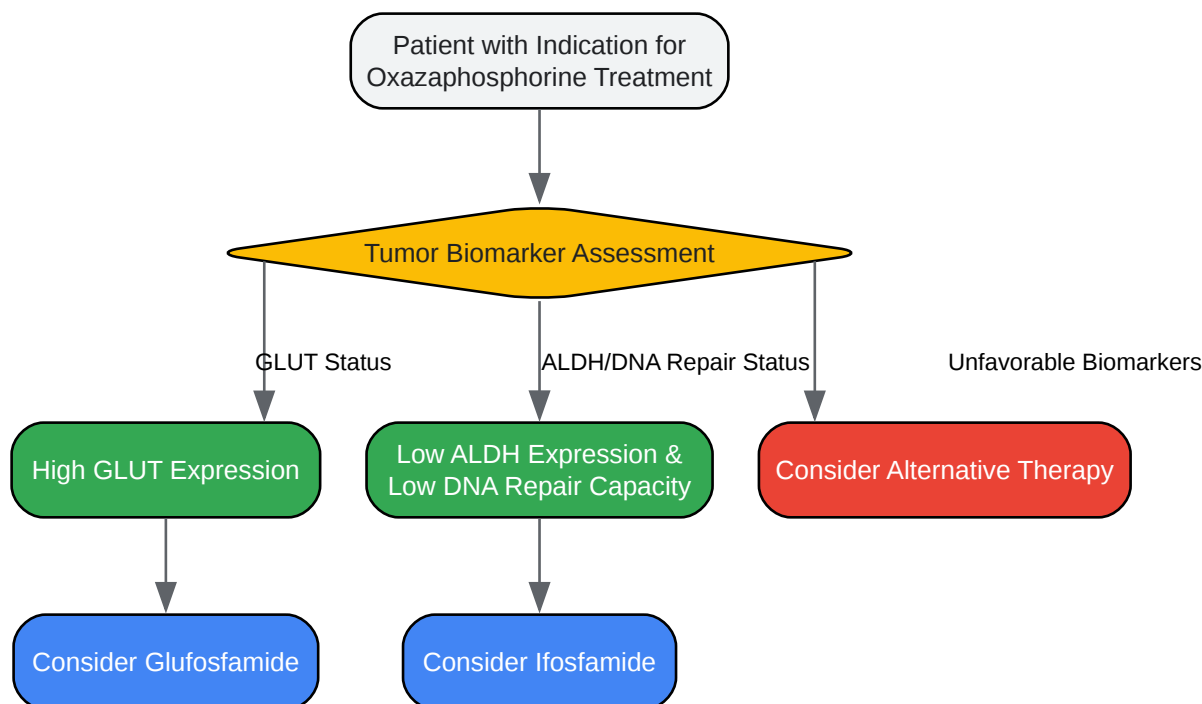 Patient with Indication for
Oxazaphosphorine Treatment
Tumor Biomarker Assessment
GLUT Status
ALDH/DNA Repair Status
Unfavorable Biomarkers
High GLUT Expression
Low ALDH Expression &
Low DNA Repair Capacity
Consider Alternative Therapy
Consider Glufosfamide
Consider Ifosfamide